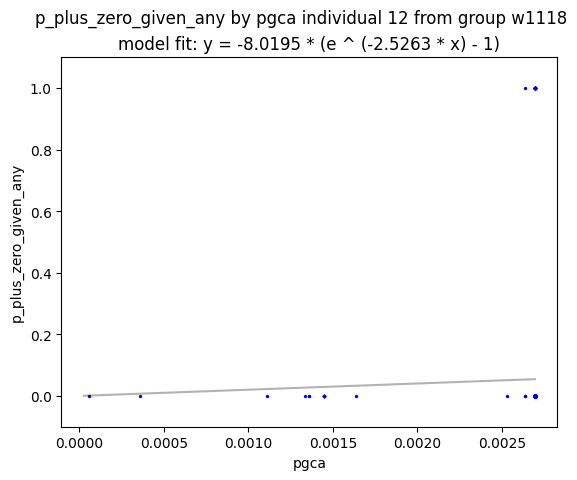 p_plus_zero_given_any by pgca individual 12 from group w1118
model fit: y = -8.0195 * (e ^ (-2.5263 * x) - 1)
1.0
0.8
0.6
0.4
0.2
0.0
p_plus_zero_given_any
0.0000 0.0005 0.0010 0.0015 0.0020 0.0025
pgca